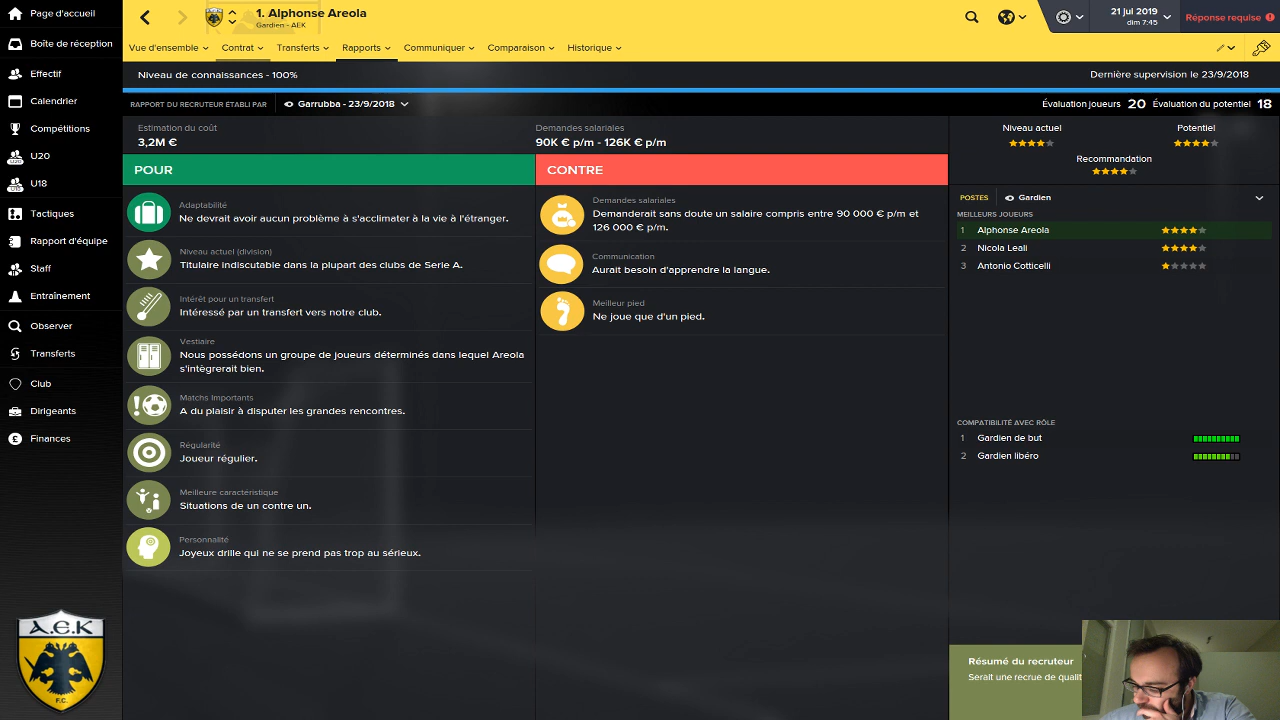 Page d'accueil
Boîte de réception
Effectif
Calendrier
Compétitions
U20
U18
Tactiques
Rapport d'équipe
Staff
Entraînement
Observer
Transferts
Club
Dirigeants
Finances
A.E.K
F.C.
1. Alphonse Areola
Gardien - AEK
21 jul 2019
dim 7:45
Réponse requise
Vue d'ensemble
Contrat
Transferts
Rapports
Communiquer
Comparaison
Historique
Niveau de connaissances - 100%
Dernière supervision le 23/9/2018
RAPPORT DU RECRUTEUR ÉTABLI PAR
Garrubba - 23/9/2018
Évaluation joueurs 20 Évaluation du potentiel 18
Estimation du coût
3,2M €
Demandes salariales
90K € p/m - 126K € p/m
POUR
Adaptabilité
Ne devrait avoir aucun problème à s'acclimater à la vie à l'étranger.
Niveau actuel (division)
Titulaire indiscutable dans la plupart des clubs de Serie A.
Intérêt pour un transfert
Intéressé par un transfert vers notre club.
Vestiaire
Nous possédons un groupe de joueurs déterminés dans lequel Areola
s'intègrerait bien.
Matchs Importants
A du plaisir à disputer les grandes rencontres.
Régularité
Joueur régulier.
Meilleure caractéristique
Situations de un contre un.
Personnalité
Joyeux drille qui ne se prend pas trop au sérieux.
CONTRE
Demandes salariales
Demanderait sans doute un salaire compris entre 90 000 € p/m et
126 000 € p/m.
Communication
Aurait besoin d'apprendre la langue.
Meilleur pied
Ne joue que d'un pied.
Niveau actuel
Potentiel
Recommandation
POSTES
Gardien
MEILLEURS JOUEURS
1 Alphonse Areola
2 Nicola Leali
3 Antonio Cotticelli
COMPATIBILITÉ AVEC RÔLE
1 Gardien de but
2 Gardien libéro
Résumé du recruteur
Serait une recrue de qualit